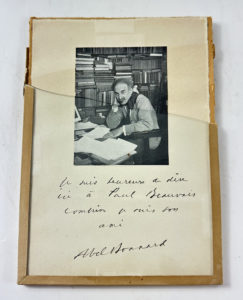 Je suis heureux de dire
ici à Paul Beauvais
combien je suis son
ami
Abel Bonnard